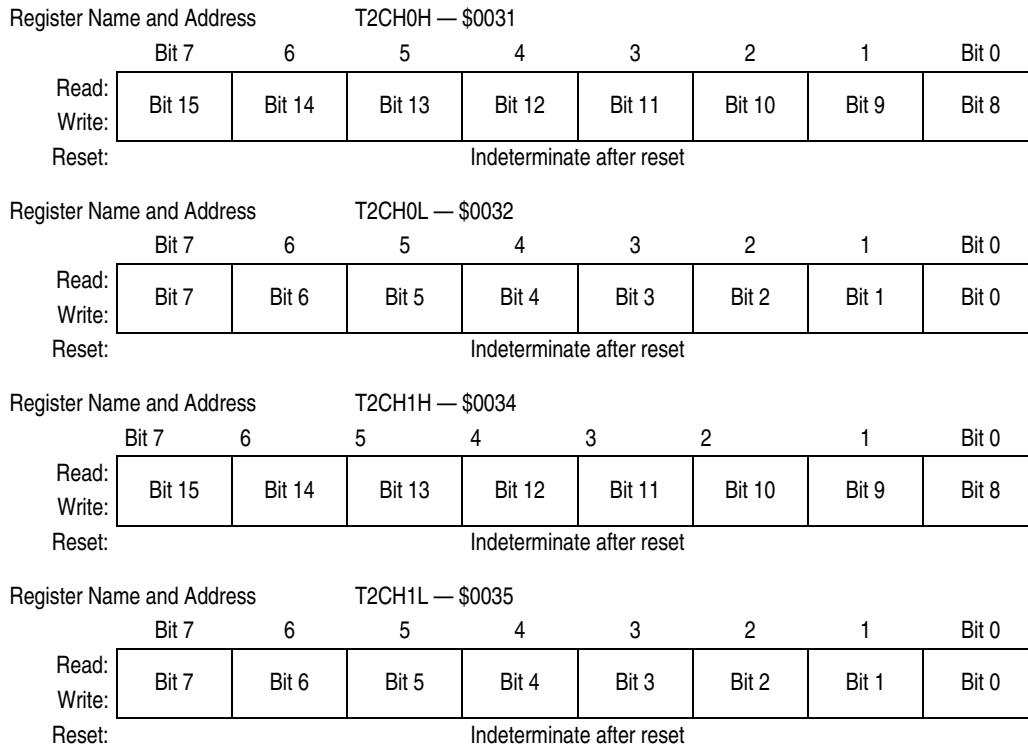 Register Name and Address T2CH0H — $0031
Bit 7 6 5 4 3 2 1 Bit 0
Read:
Bit 15 Bit 14 Bit 13 Bit 12 Bit 11 Bit 10 Bit 9 Bit 8
Write:
Reset: Indeterminate after reset
Register Name and Address T2CH0L — $0032
Bit 7 6 5 4 3 2 1 Bit 0
Read:
Bit 7 Bit 6 Bit 5 Bit 4 Bit 3 Bit 2 Bit 1 Bit 0
Write:
Reset: Indeterminate after reset
Register Name and Address T2CH1H — $0034
Bit 7 6 5 4 3 2 1 Bit 0
Read:
Bit 15 Bit 14 Bit 13 Bit 12 Bit 11 Bit 10 Bit 9 Bit 8
Write:
Reset: Indeterminate after reset
Register Name and Address T2CH1L — $0035
Bit 7 6 5 4 3 2 1 Bit 0
Read:
Bit 7 Bit 6 Bit 5 Bit 4 Bit 3 Bit 2 Bit 1 Bit 0
Write:
Reset: Indeterminate after reset